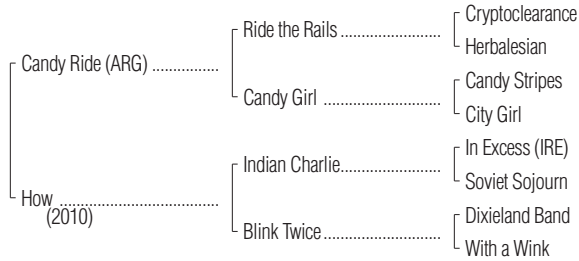 Cryptoclearance
Ride the Rails
Herbalesian
Candy Ride (ARG)
Candy Stripes
Candy Girl
City Girl
In Excess (IRE)
Indian Charlie
Soviet Sojourn
How
(2010)
Dixieland Band
Blink Twice
With a Wink